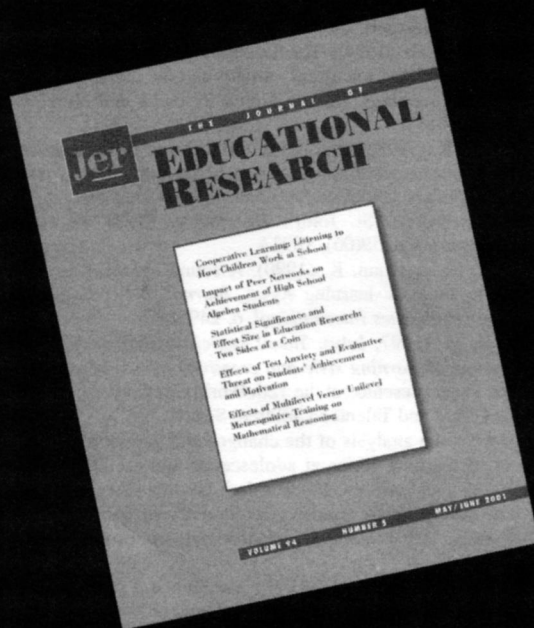 THE JOURNAL OF
Jer
EDUCATIONAL
RESEARCH
Cooperative Learning: Listening to
How Children Work at School
Impact of Peer Networks on
Achievement of High School
Algebra Students
Statistical Significance and
Effect Size in Education Research:
Two Sides of a Coin
Effects of Test Anxiety and Evaluative
Threat on Students' Achievement
and Motivation
Effects of Multilevel Versus Unilevel
Metacognitive Training on
Mathematical Reasoning
VOLUME 94 NUMBER 5 MAY/JUNE 2001